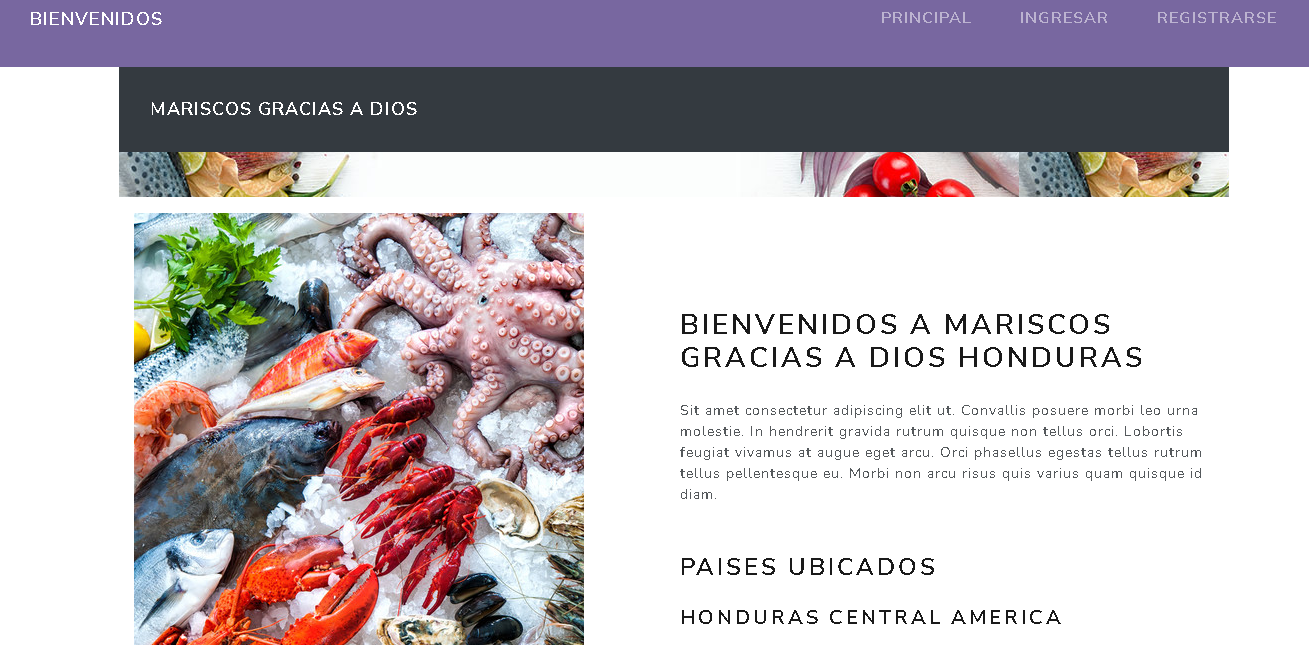 BIENVENIDOS
PRINCIPAL INGRESAR REGISTRARSE
MARISCOS GRACIAS A DIOS
BIENVENIDOS A MARISCOS
GRACIAS A DIOS HONDURAS
Sit amet consectetur adipiscing elit ut. Convallis posuere morbi leo urna
molestie. In hendrerit gravida rutrum quisque non tellus orci. Lobortis
feugiat vivamus at augue eget arcu. Orci phasellus egestas tellus rutrum
tellus pellentesque eu. Morbi non arcu risus quis varius quam quisque id
diam.
PAISES UBICADOS
HONDURAS CENTRAL AMERICA